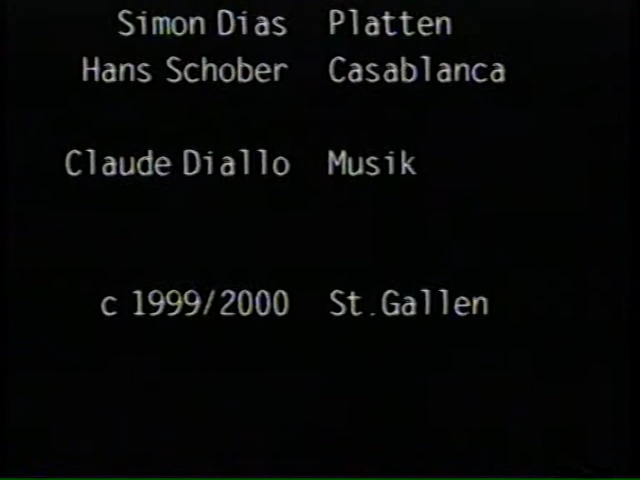 Simon Dias Platten
Hans Schober Casablanca
Claude Diallo Musik
c 1999/2000 St.Gallen